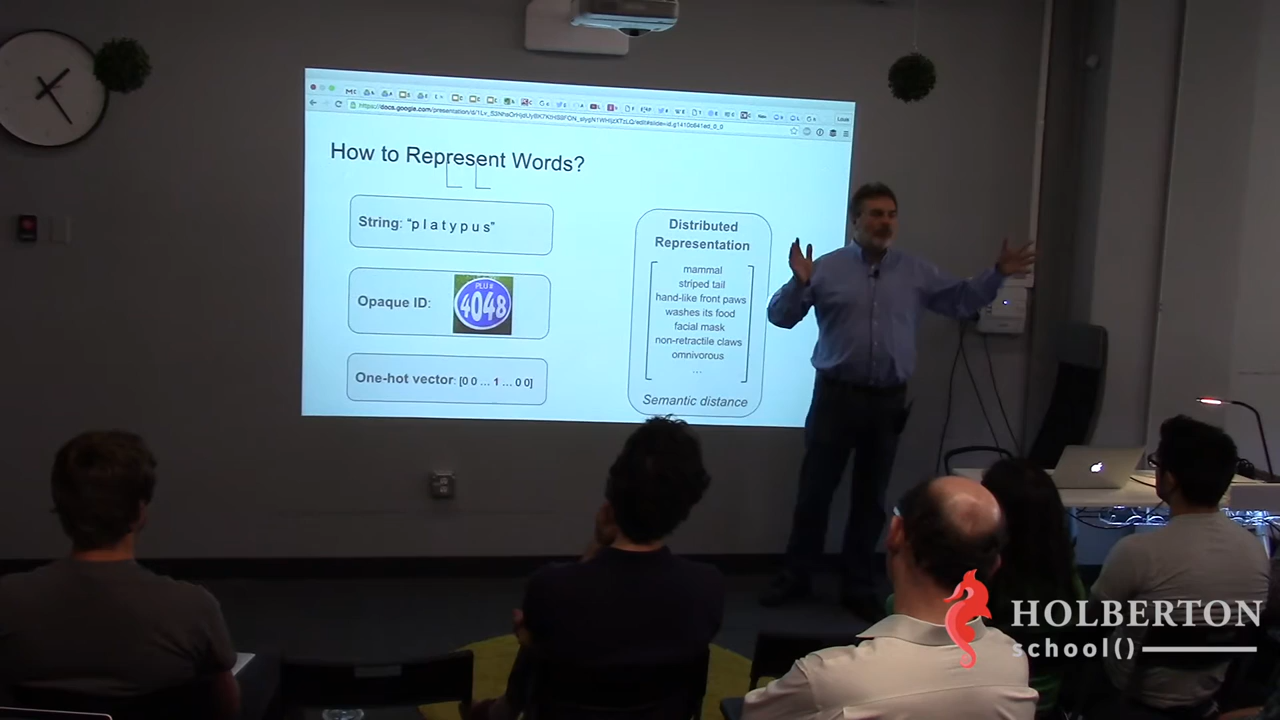 How to Represent Words?
String: "p l a t y p u s"
Opaque ID:
PLU #
4048
One-hot vector: [0 0 ... 1 ... 0 0]
Distributed
Representation
mammal
striped tail
hand-like front paws
washes its food
facial mask
non-retractile claws
omnivorous
...
Semantic distance
HOLBERTON
school()